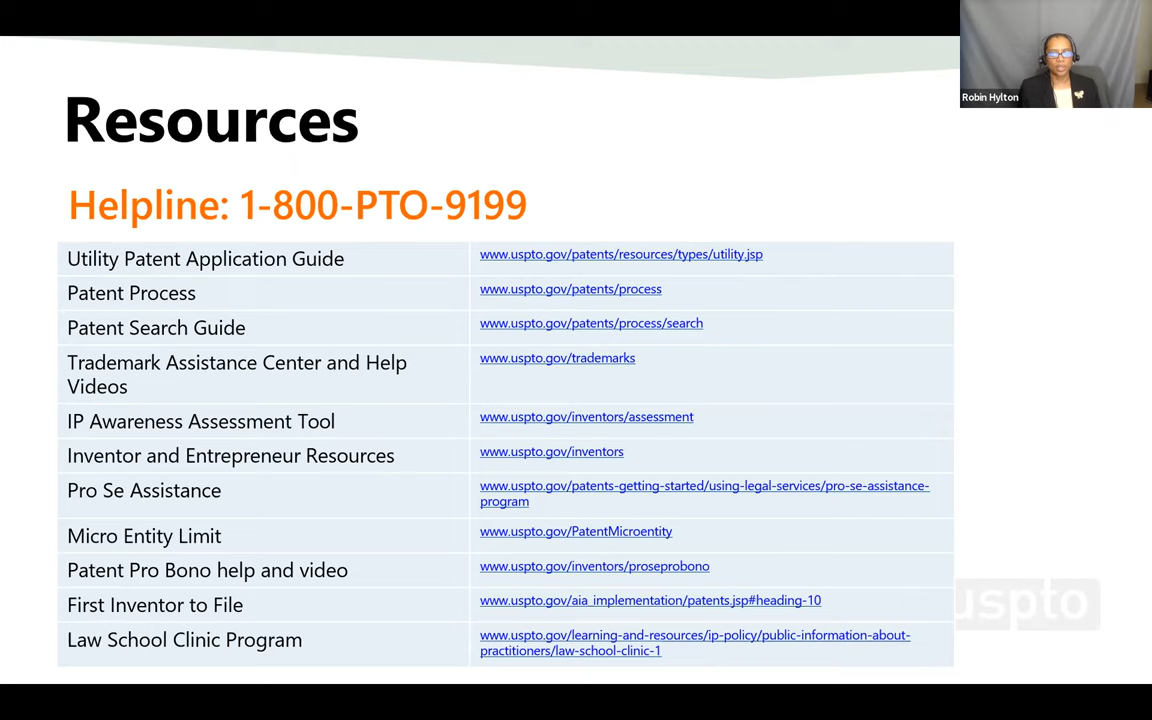 Robin Hylton
Resources
Helpline: 1-800-PTO-9199
Utility Patent Application Guide
www.uspto.gov/patents/resources/types/utility.jsp
Patent Process
www.uspto.gov/patents/process
Patent Search Guide
www.uspto.gov/patents/process/search
Trademark Assistance Center and Help
Videos
www.uspto.gov/trademarks
IP Awareness Assessment Tool
www.uspto.gov/inventors/assessment
Inventor and Entrepreneur Resources
www.uspto.gov/inventors
Pro Se Assistance
www.uspto.gov/patents-getting-started/using-legal-services/pro-se-assistance-
program
Micro Entity Limit
www.uspto.gov/PatentMicroentity
Patent Pro Bono help and video
www.uspto.gov/inventors/proseprobono
First Inventor to File
www.uspto.gov/aia_implementation/patents.jsp#heading-10
Law School Clinic Program
www.uspto.gov/learning-and-resources/ip-policy/public-information-about-
practitioners/law-school-clinic-1
uspto